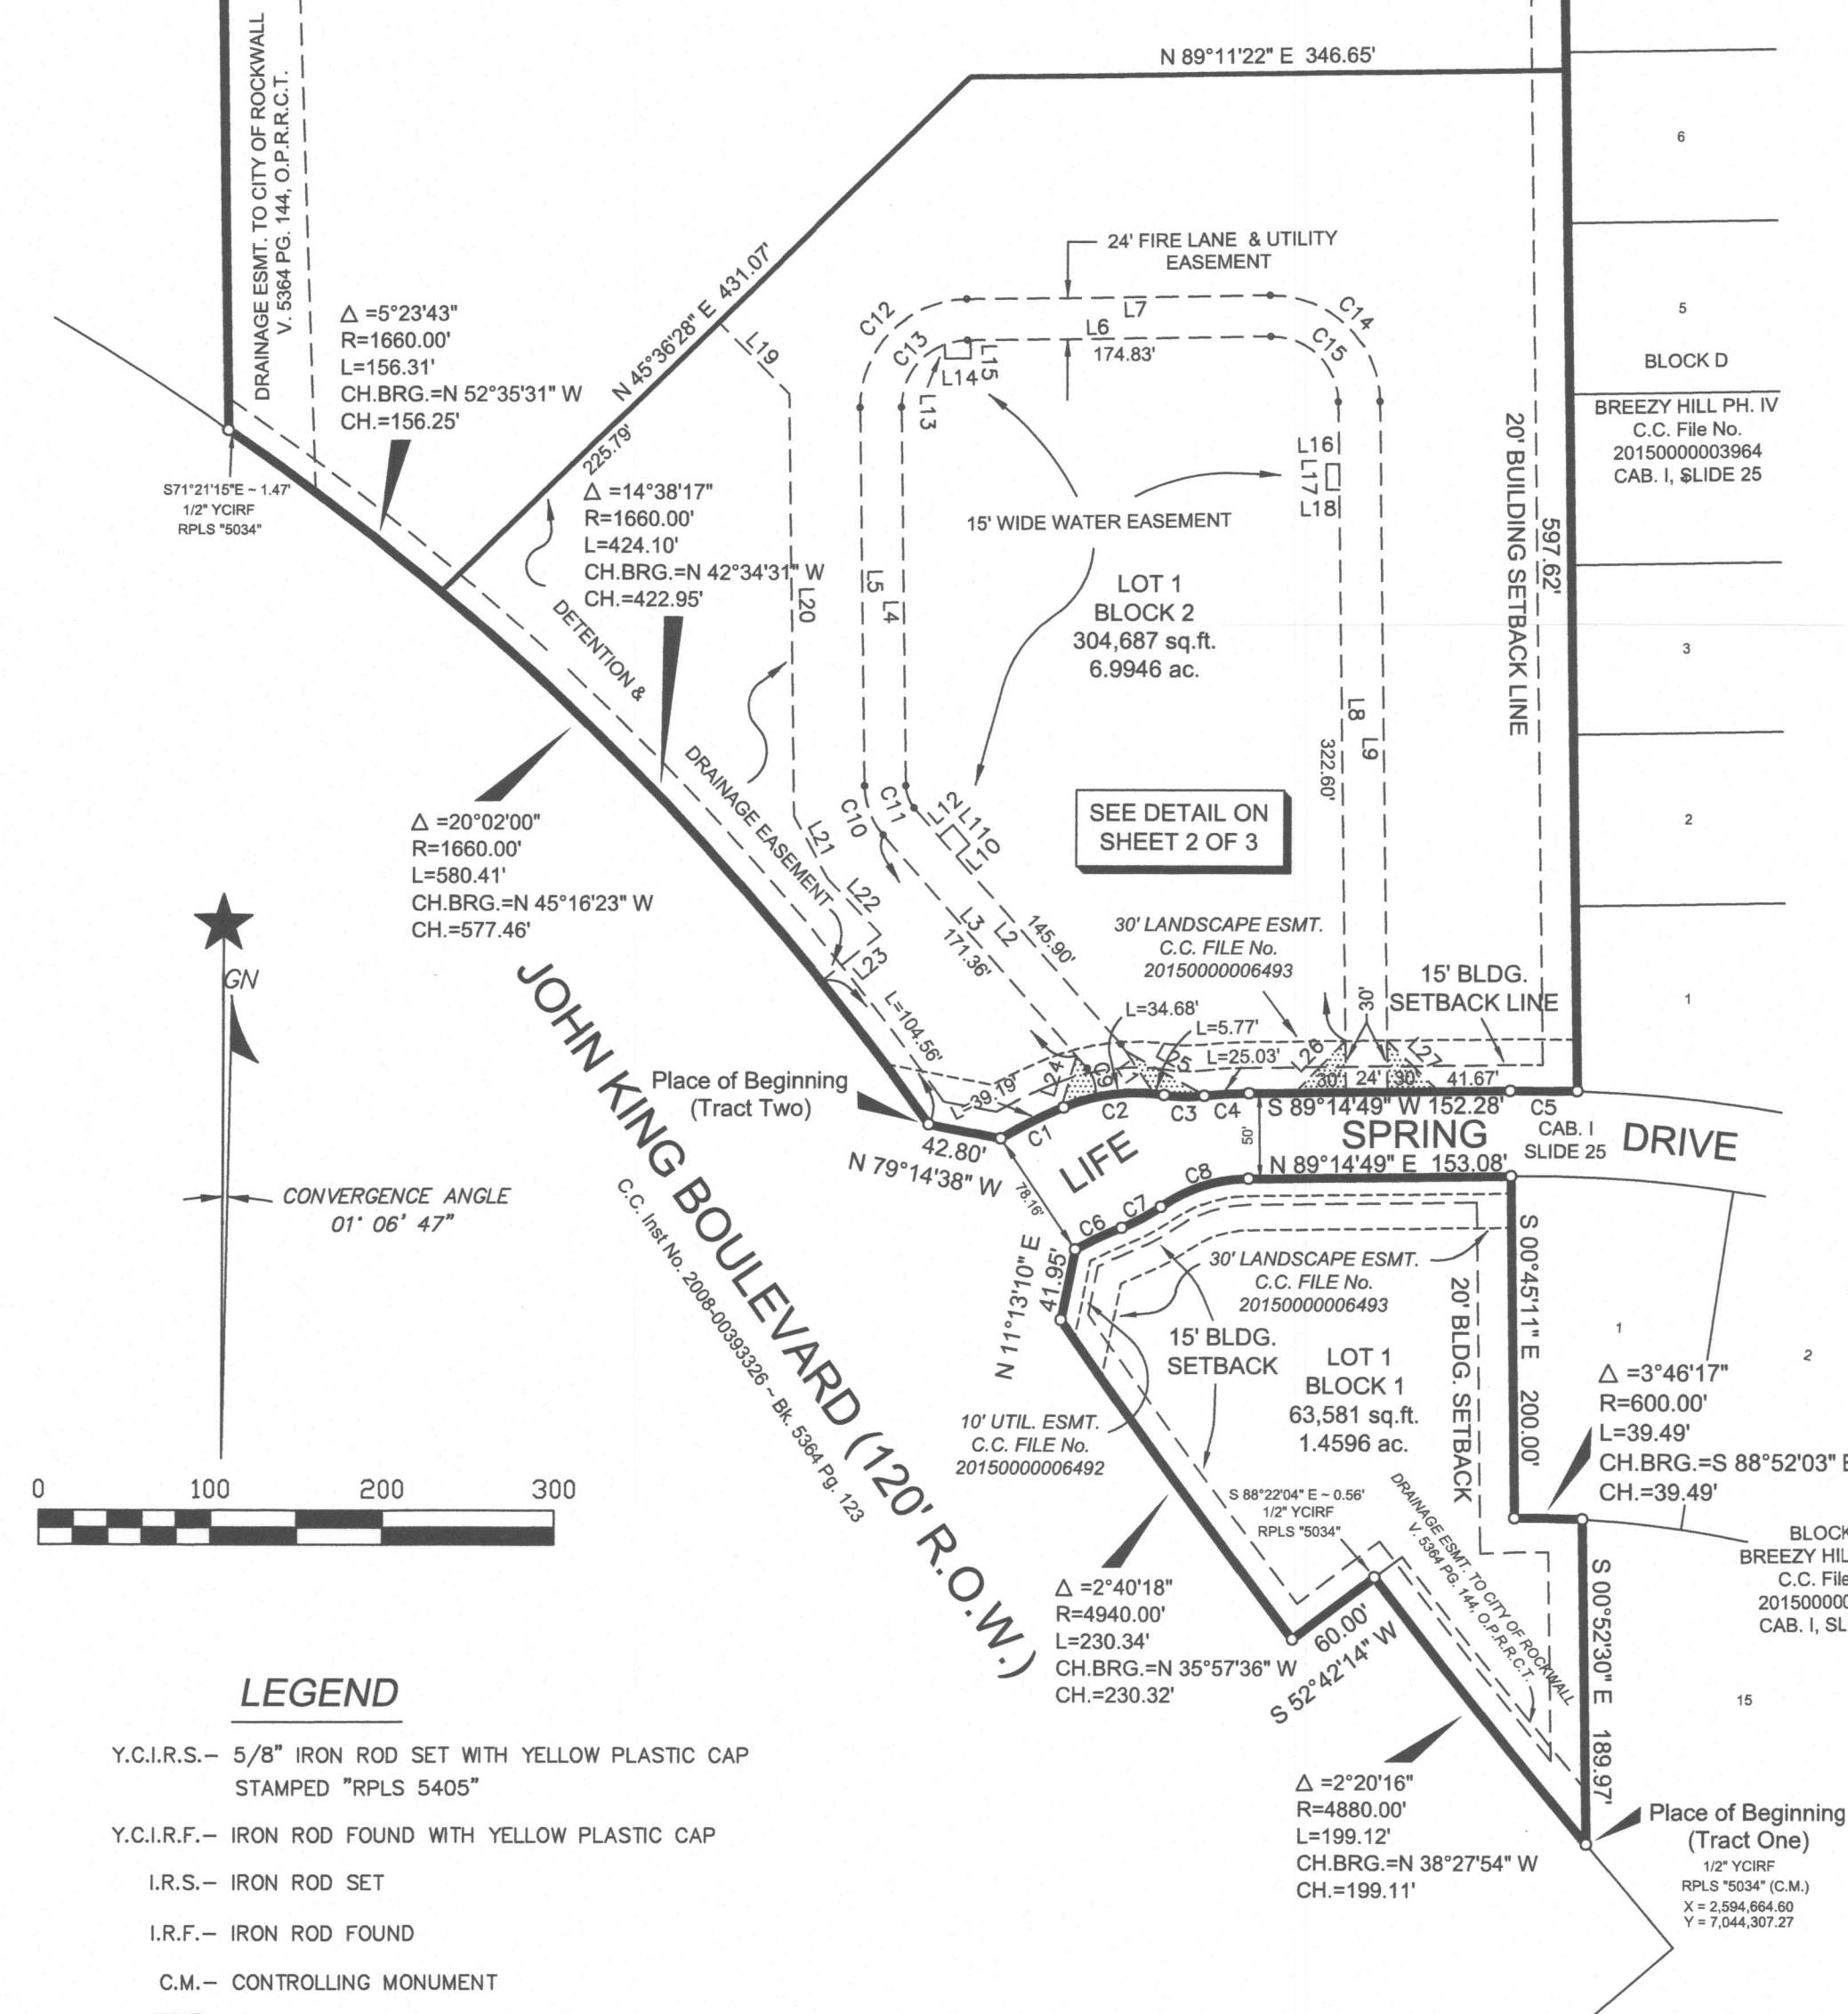 DRAINAGE ESMT. TO CITY OF ROCKWALL
V. 5364 PG. 144, O.P.R.R.C.T.
N 89°11'22" E 346.65'
6
24' FIRE LANE & UTILITY
EASEMENT
5
BLOCK D
BREEZY HILL PH. IV
C.C. File No.
20150000003964
CAB. I, SLIDE 25
Δ =5°23'43"
R=1660.00'
L=156.31'
CH.BRG.=N 52°35'31" W
CH.=156.25'
N 45°36'28" E 431.07'
225.79'
L19
C12
C13
L7
L6
174.83'
C14
C15
L15
L14
L13
L16
L17
L18
S71°21'15"E ~ 1.47'
1/2" YCIRF
RPLS "5034"
Δ =14°38'17"
R=1660.00'
L=424.10'
CH.BRG.=N 42°34'31" W
CH.=422.95'
15' WIDE WATER EASEMENT
20' BUILDING SETBACK LINE
597.62'
LOT 1
BLOCK 2
304,687 sq.ft.
6.9946 ac.
3
L20
L5
L4
DETENTION &
DRAINAGE EASEMENT
L8
L9
322.60'
C10
C11
L12
L11
L10
SEE DETAIL ON
SHEET 2 OF 3
2
L21
L22
L23
Δ =20°02'00"
R=1660.00'
L=580.41'
CH.BRG.=N 45°16'23" W
CH.=577.46'
L3
L2
171.36'
145.90'
30' LANDSCAPE ESMT.
C.C. FILE No.
20150000006493
15' BLDG.
SETBACK LINE
1
30'
GN
L=104.56'
L=34.68'
L=5.77'
L=25.03'
L24
L26
L27
Place of Beginning
(Tract Two)
L=39.19'
30'
24'
30'
41.67'
C1
C2
C3
C4
S 89°14'49" W 152.28'
C5
CAB. I
SLIDE 25
42.80'
N 79°14'38" W
LIFE
SPRING
DRIVE
50'
78.16'
N 89°14'49" E 153.08'
C6
C7
C8
CONVERGENCE ANGLE
01° 06' 47"
JOHN KING BOULEVARD (120' R.O.W.)
C.C. Inst No. 2008-00393326 ~ Bk. 5364 Pg. 123
N 11°13'10" E
41.95'
30' LANDSCAPE ESMT.
C.C. FILE No.
20150000006493
15' BLDG.
SETBACK
LOT 1
BLOCK 1
63,581 sq.ft.
1.4596 ac.
20' BLDG. SETBACK
S 00°45'11" E 200.00'
1
2
Δ =3°46'17"
R=600.00'
L=39.49'
CH.BRG.=S 88°52'03" E
CH.=39.49'
10' UTIL. ESMT.
C.C. FILE No.
20150000006492
0 100 200 300
S 88°22'04" E ~ 0.56'
1/2" YCIRF
RPLS "5034"
DRAINAGE ESMT. TO CITY OF ROCKWALL
V. 5364 PG. 144, O.P.R.R.C.T.
BLOCK
BREEZY HIL
C.C. File
201500000
CAB. I, SL
S 00°52'30" E 189.97'
15
Δ =2°40'18"
R=4940.00'
L=230.34'
CH.BRG.=N 35°57'36" W
CH.=230.32'
60.00'
S 52°42'14" W
Δ =2°20'16"
R=4880.00'
L=199.12'
CH.BRG.=N 38°27'54" W
CH.=199.11'
Place of Beginning
(Tract One)
1/2" YCIRF
RPLS "5034" (C.M.)
X = 2,594,664.60
Y = 7,044,307.27
LEGEND
Y.C.I.R.S.– 5/8" IRON ROD SET WITH YELLOW PLASTIC CAP
STAMPED "RPLS 5405"
Y.C.I.R.F.– IRON ROD FOUND WITH YELLOW PLASTIC CAP
I.R.S.– IRON ROD SET
I.R.F.– IRON ROD FOUND
C.M.– CONTROLLING MONUMENT